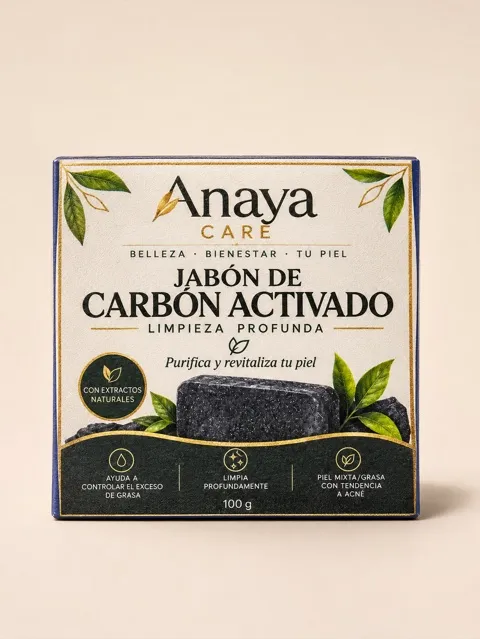 Anaya
CARE
BELLEZA · BIENESTAR · TU PIEL
JABÓN DE
CARBÓN ACTIVADO
LIMPIEZA PROFUNDA
Purifica y revitaliza tu piel
CON EXTRACTOS
NATURALES
AYUDA A
CONTROLAR EL EXCESO
DE GRASA
LIMPIA
PROFUNDAMENTE
PIEL MIXTA/GRASA
CON TENDENCIA
A ACNÉ
100 g